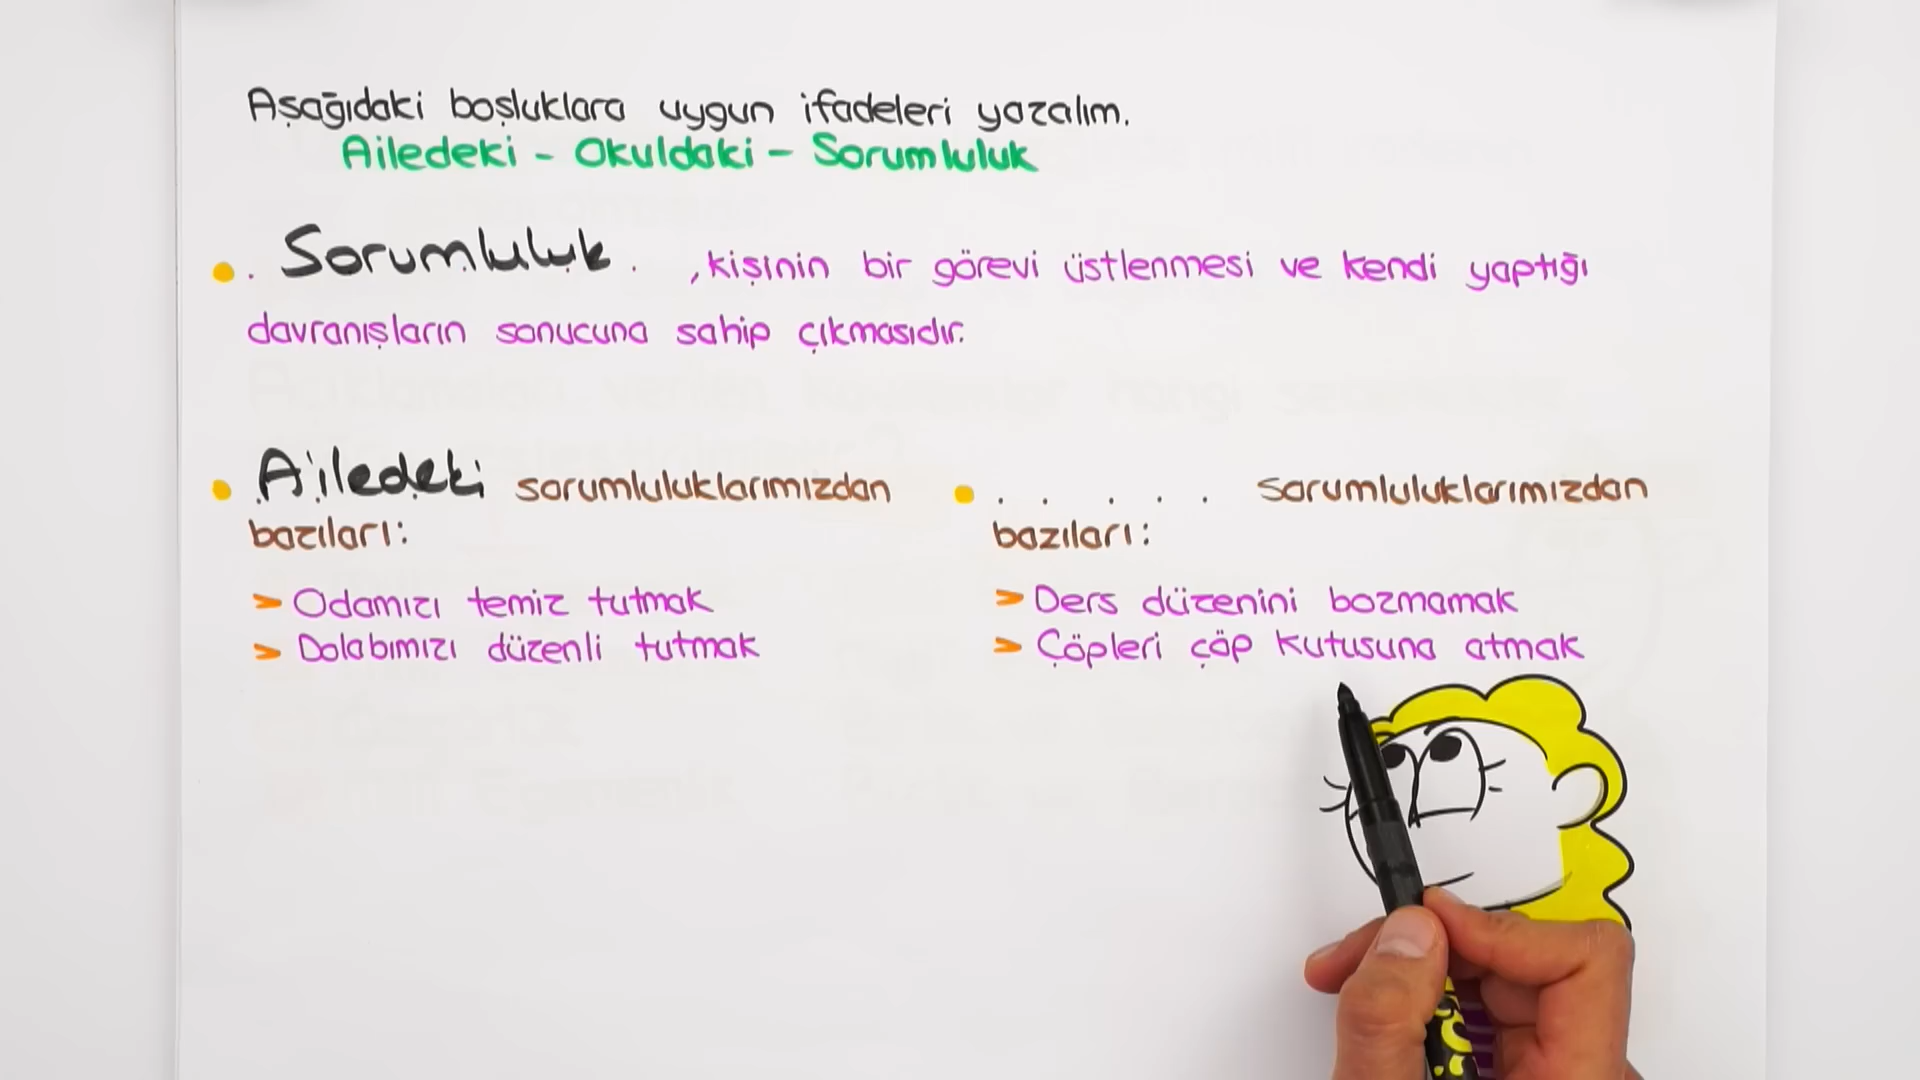 Aşağıdaki boşluklara uygun ifadeleri yazalım.
Ailedeki - Okuldaki - Sorumluluk
. Sorumluluk . , kişinin bir görevi üstlenmesi ve kendi yaptığı
davranışların sonucuna sahip çıkmasıdır.
Ailedeki sorumluluklarımızdan
bazıları:
> Odamızı temiz tutmak
> Dolabımızı düzenli tutmak
. . . . . sorumluluklarımızdan
bazıları:
> Ders düzenini bozmamak
> Çöpleri çöp kutusuna atmak